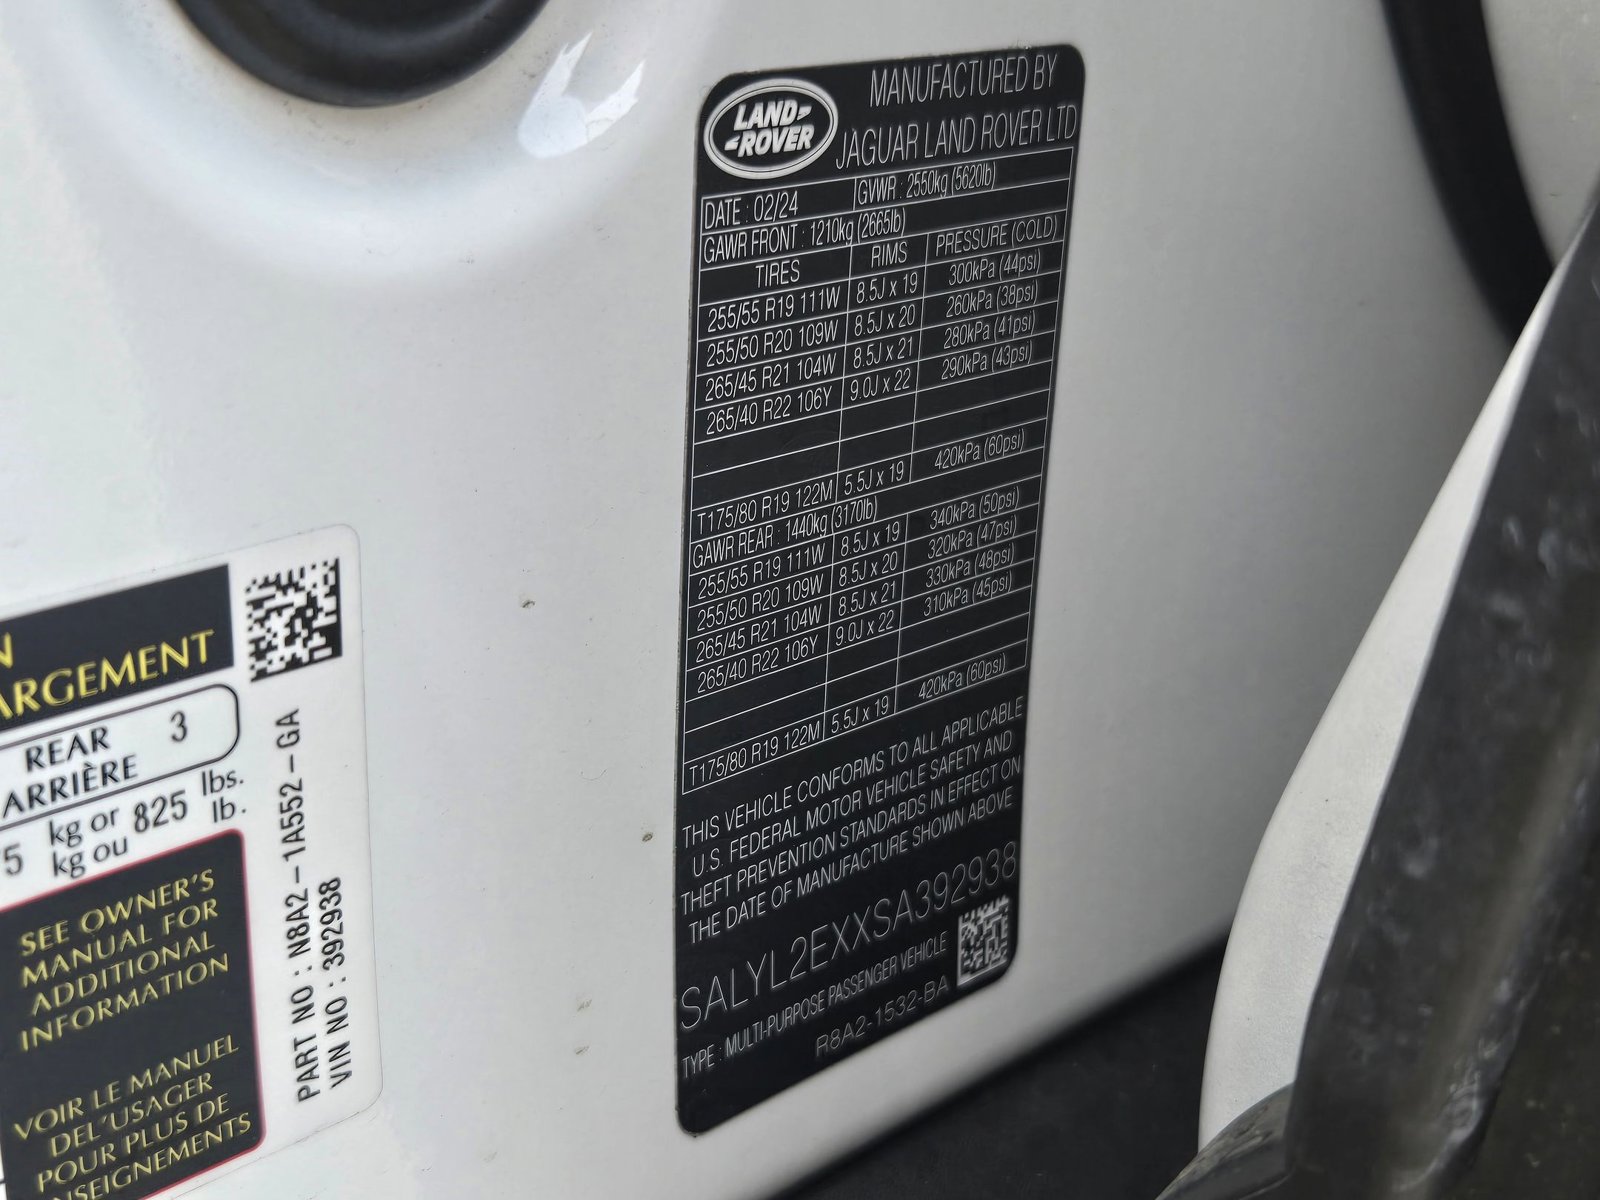 LAND-
-ROVER
MANUFACTURED BY
JAGUAR LAND ROVER LTD
DATE : 02/24 GVWR : 2550kg (5620lb)
GAWR FRONT : 1210kg (2665lb)
TIRES RIMS PRESSURE (COLD)
255/55 R19 111W 8.5J x 19 300kPa (44psi)
255/50 R20 109W 8.5J x 20 260kPa (38psi)
265/45 R21 104W 8.5J x 21 280kPa (41psi)
265/40 R22 106Y 9.0J x 22 290kPa (43psi)
T175/80 R19 122M 5.5J x 19 420kPa (60psi)
GAWR REAR : 1440kg (3170lb)
255/55 R19 111W 8.5J x 19 340kPa (50psi)
255/50 R20 109W 8.5J x 20 320kPa (47psi)
265/45 R21 104W 8.5J x 21 330kPa (48psi)
265/40 R22 106Y 9.0J x 22 310kPa (45psi)
T175/80 R19 122M 5.5J x 19 420kPa (60psi)
THIS VEHICLE CONFORMS TO ALL APPLICABLE
U.S. FEDERAL MOTOR VEHICLE SAFETY AND
THEFT PREVENTION STANDARDS IN EFFECT ON
THE DATE OF MANUFACTURE SHOWN ABOVE
SALYL2EXXSA392938
TYPE : MULTI-PURPOSE PASSENGER VEHICLE
R8A2-1532-BA
N
ARGEMENT
REAR 3
ARRIÈRE
5 kg or 825 lbs.
kg ou lb.
SEE OWNER'S
MANUAL FOR
ADDITIONAL
INFORMATION
VOIR LE MANUEL
DEL'USAGER
POUR PLUS DE
NSEIGNEMENTS
PART NO : N8A2-1A552-GA
VIN NO : 392938